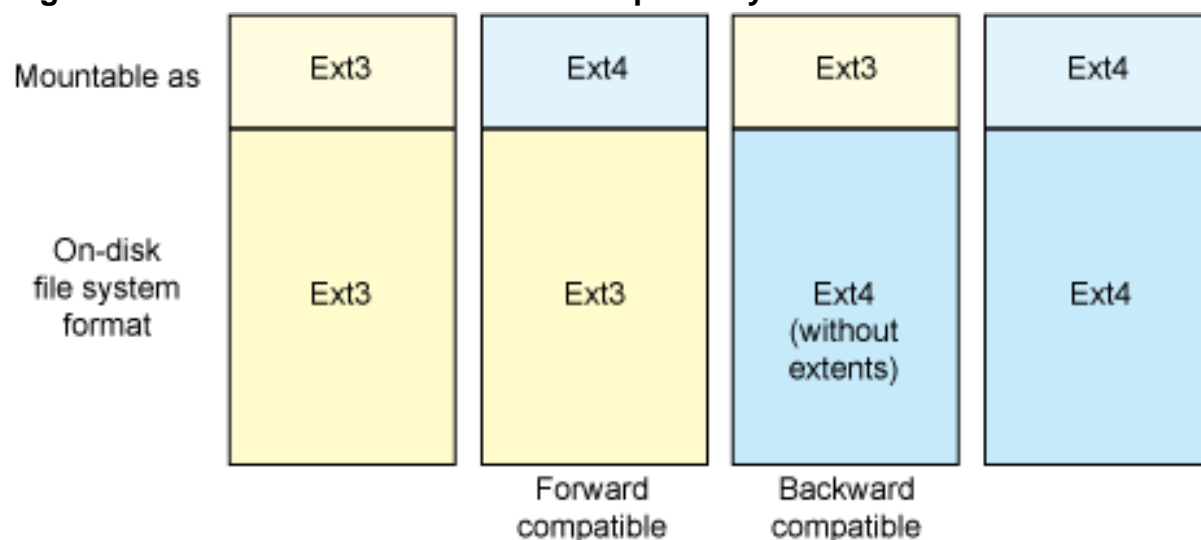 Mountable as
Ext3
Ext4
Ext3
Ext4
On-disk
file system
format
Ext3
Ext3
Ext4
(without
extents)
Ext4
Forward
compatible
Backward
compatible